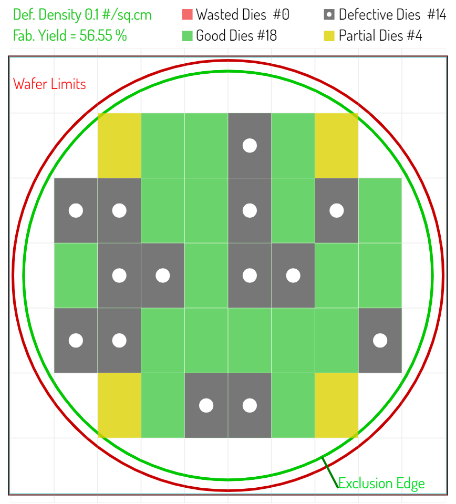 Def. Density 0.1 #/sq.cm Wasted Dies #0 Defective Dies #14
Fab. Yield = 56.55 % Good Dies #18 Partial Dies #4
Wafer Limits
Exclusion Edge